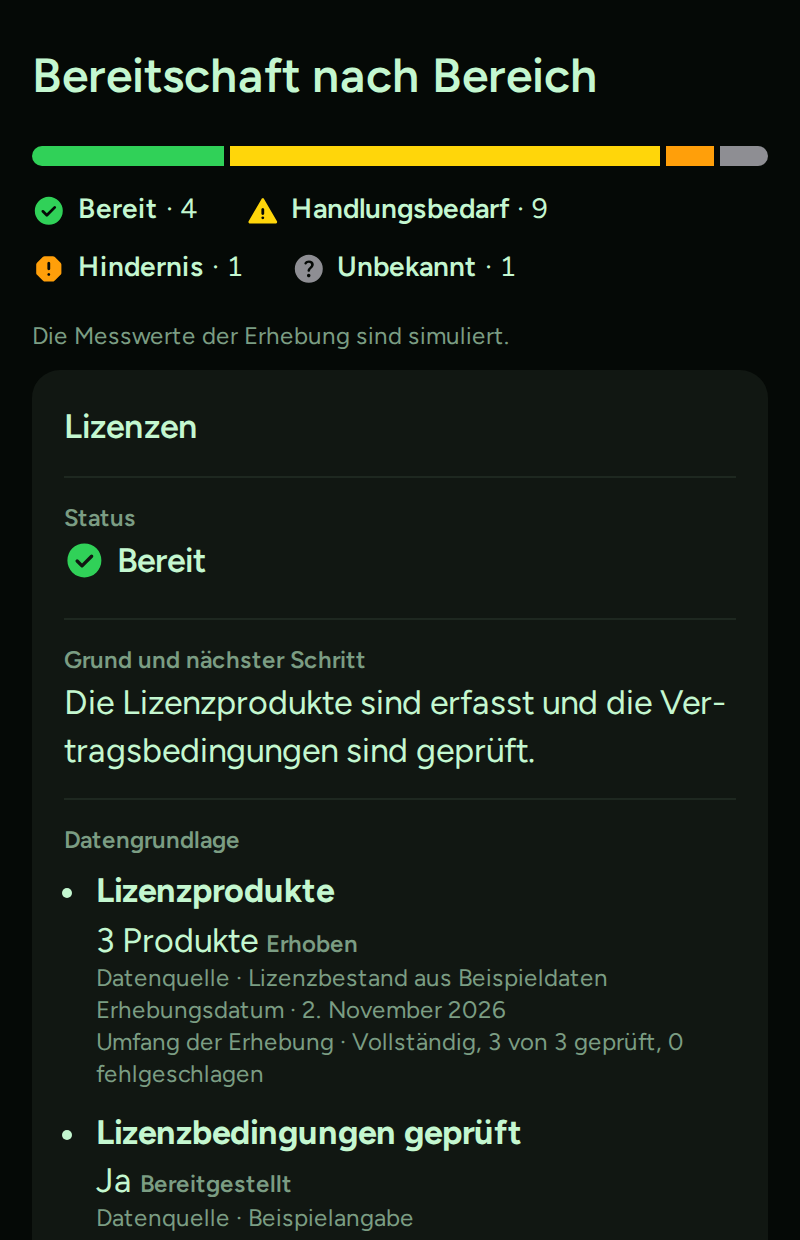 Bereitschaft nach Bereich
Bereit · 4
Handlungsbedarf · 9
Hindernis · 1
Unbekannt · 1
Die Messwerte der Erhebung sind simuliert.
Lizenzen
Status
Bereit
Grund und nächster Schritt
Die Lizenzprodukte sind erfasst und die Ver-
tragsbedingungen sind geprüft.
Datengrundlage
• Lizenzprodukte
3 Produkte Erhoben
Datenquelle · Lizenzbestand aus Beispieldaten
Erhebungsdatum · 2. November 2026
Umfang der Erhebung · Vollständig, 3 von 3 geprüft, 0
fehlgeschlagen
• Lizenzbedingungen geprüft
Ja Bereitgestellt
Datenquelle · Beispielangabe